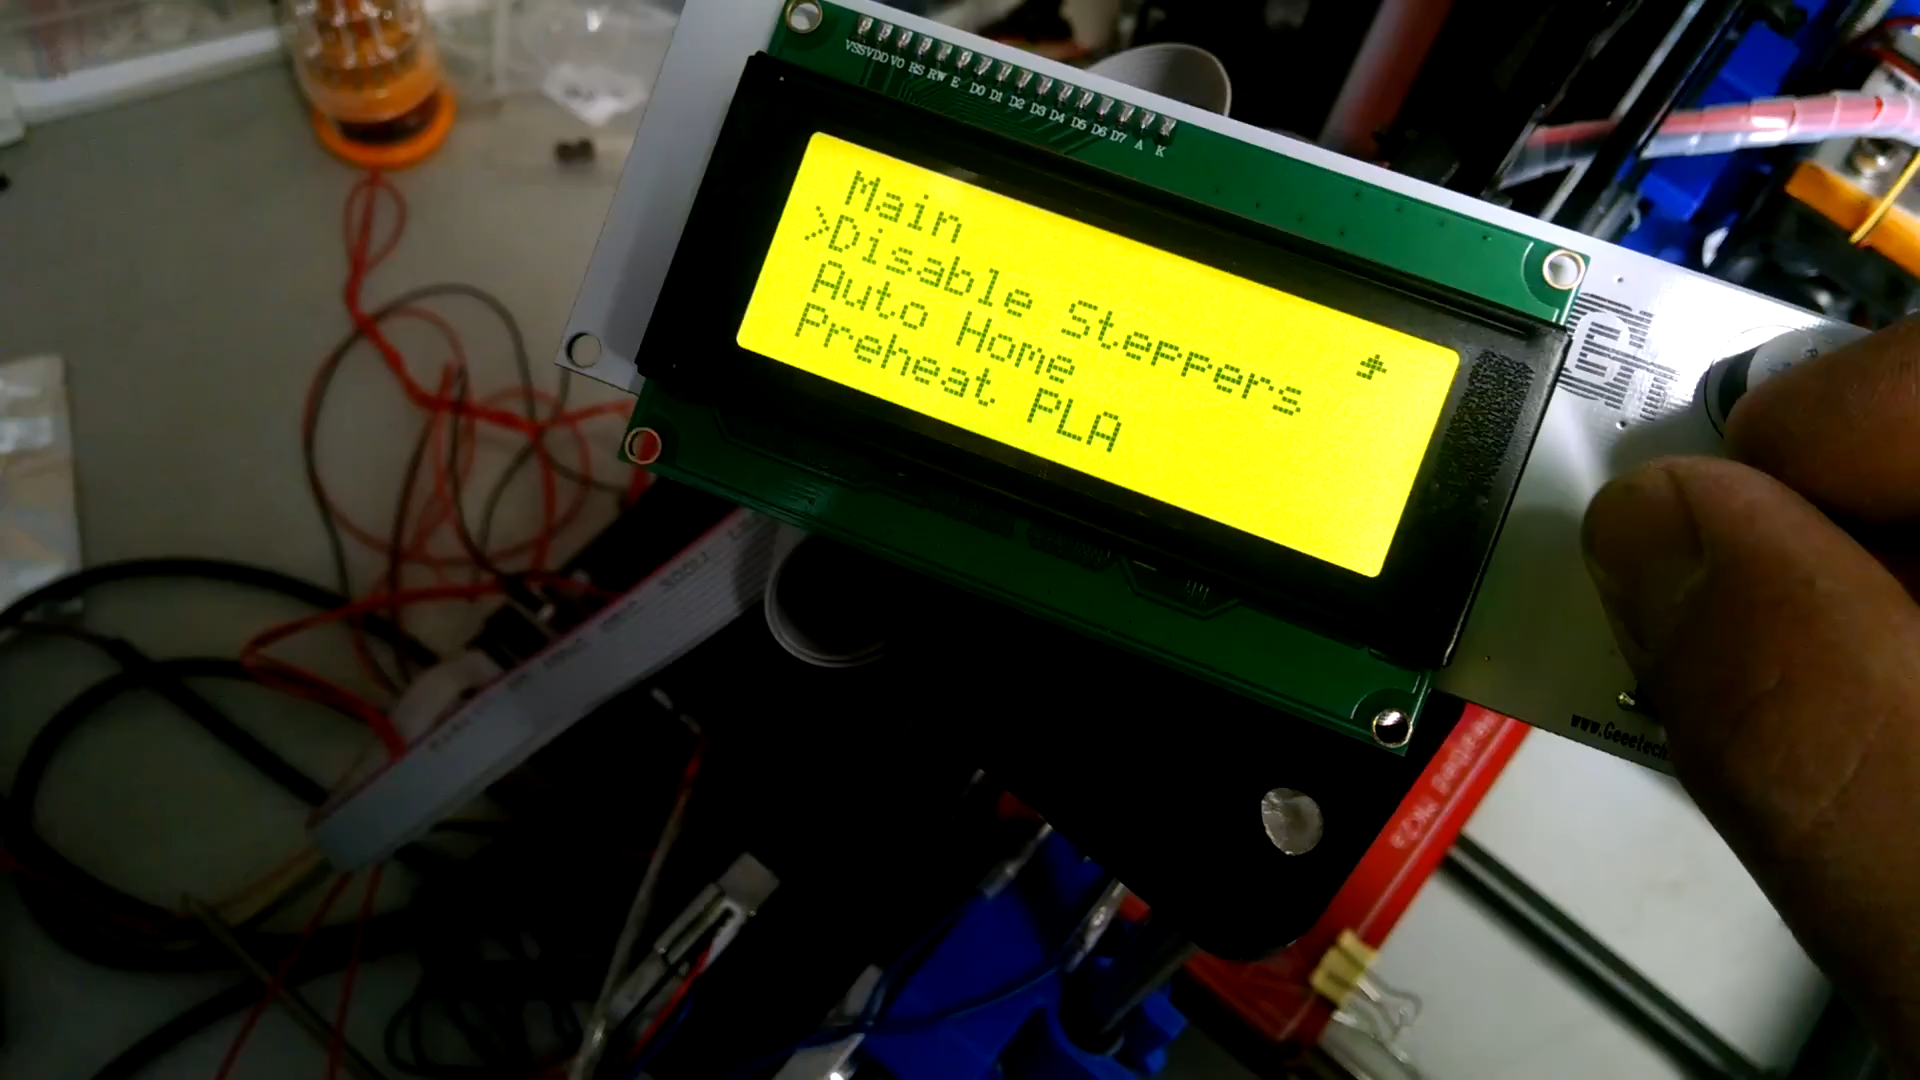 VSS VDD V0 RS RW E D0 D1 D2 D3 D4 D5 D6 D7 A K
Main
>Disable Steppers
Auto Home
Preheat PLA
www.Geeetech